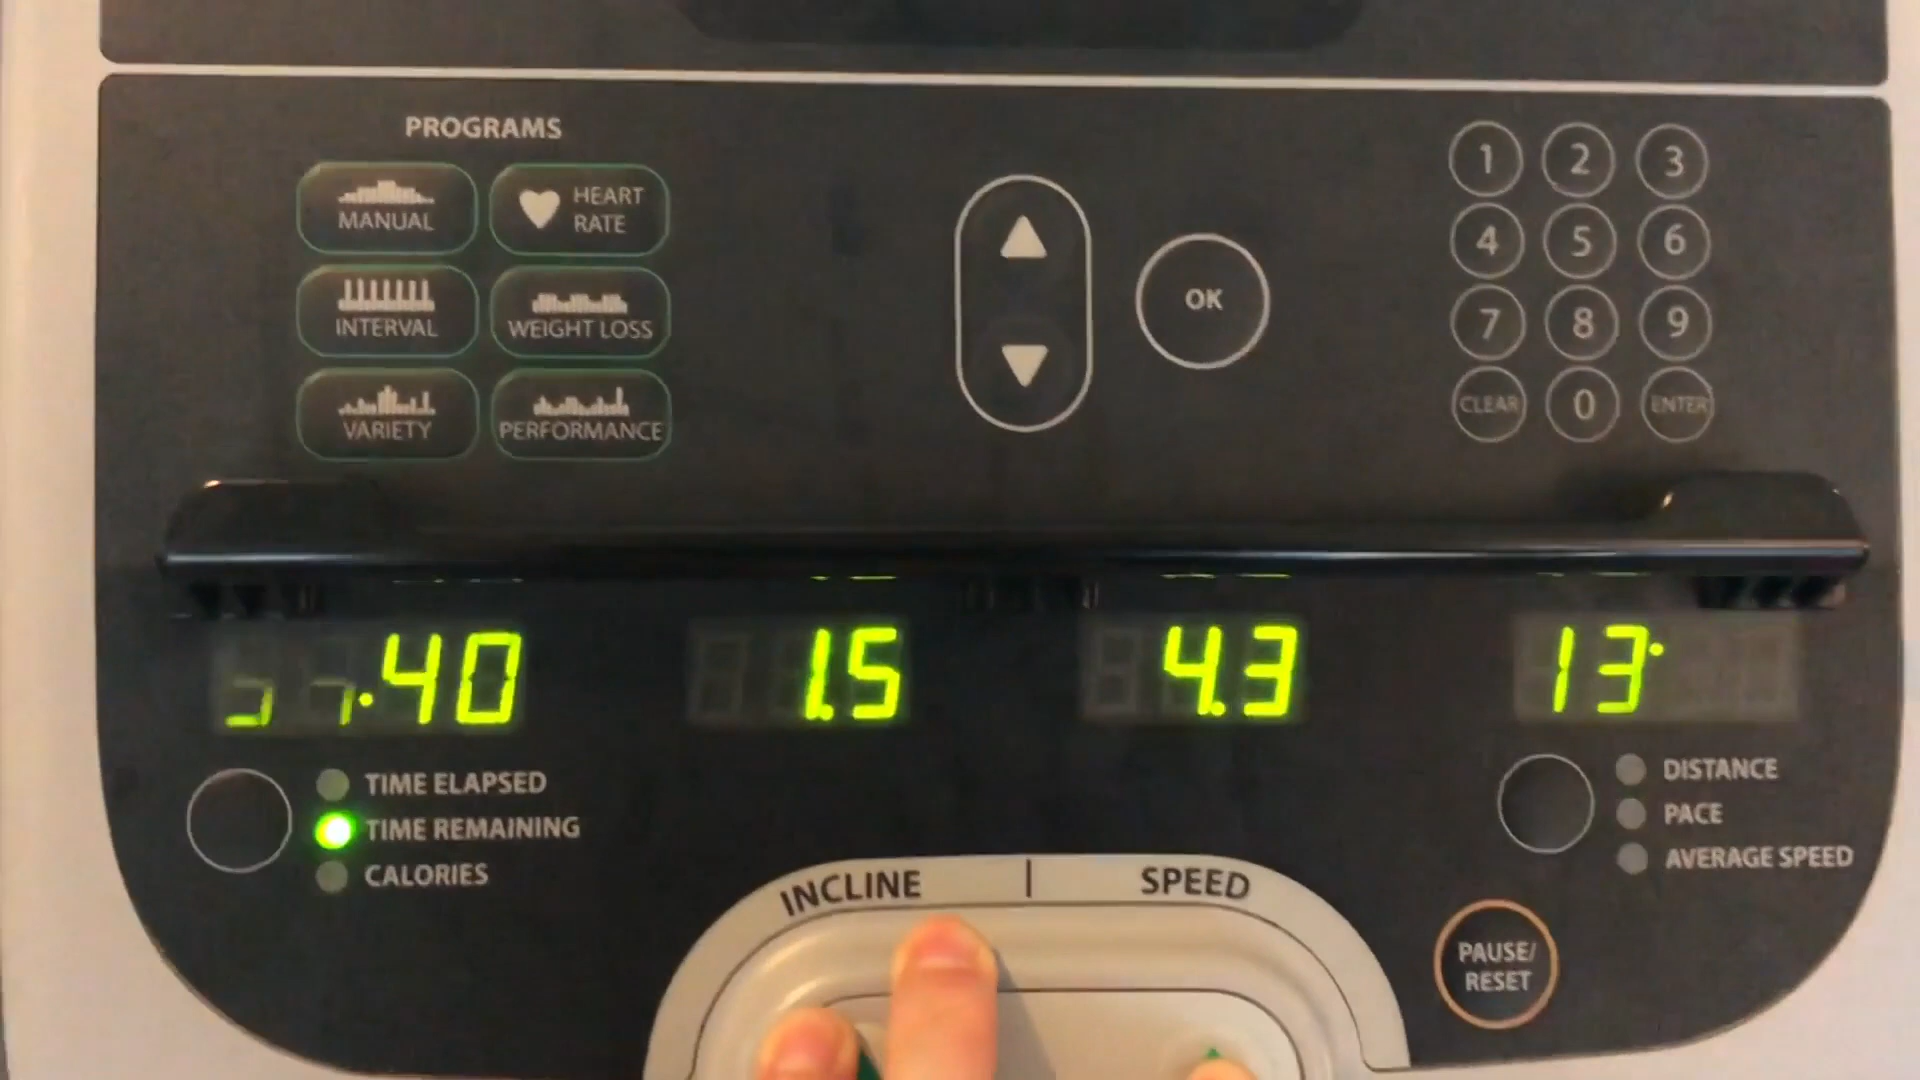 PROGRAMS
MANUAL
HEART
RATE
INTERVAL
WEIGHT LOSS
VARIETY
PERFORMANCE
OK
1 2 3
4 5 6
7 8 9
CLEAR 0 ENTER
40
1.5
4.3
13
TIME ELAPSED
TIME REMAINING
CALORIES
DISTANCE
PACE
AVERAGE SPEED
INCLINE | SPEED
PAUSE/
RESET